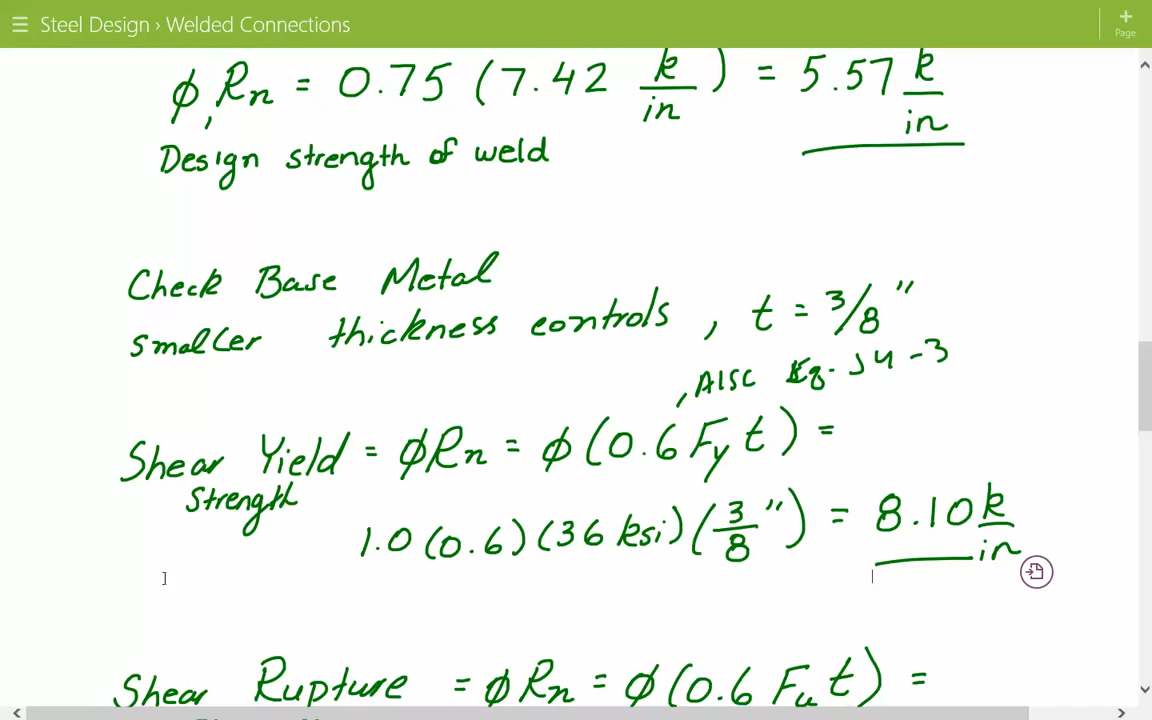 Steel Design › Welded Connections
Page
ϕ, Rn = 0.75 (7.42 k/in) = 5.57 k/in
Design strength of weld
Check Base Metal
smaller thickness controls, t = 3/8"
, AISC Eq. J4-3
Shear Yield = ϕRn = ϕ(0.6 Fy t) =
Strength
1.0 (0.6) (36 ksi) (3/8") = 8.10 k/in
Shear Rupture = ϕRn = ϕ(0.6 Fu t) =